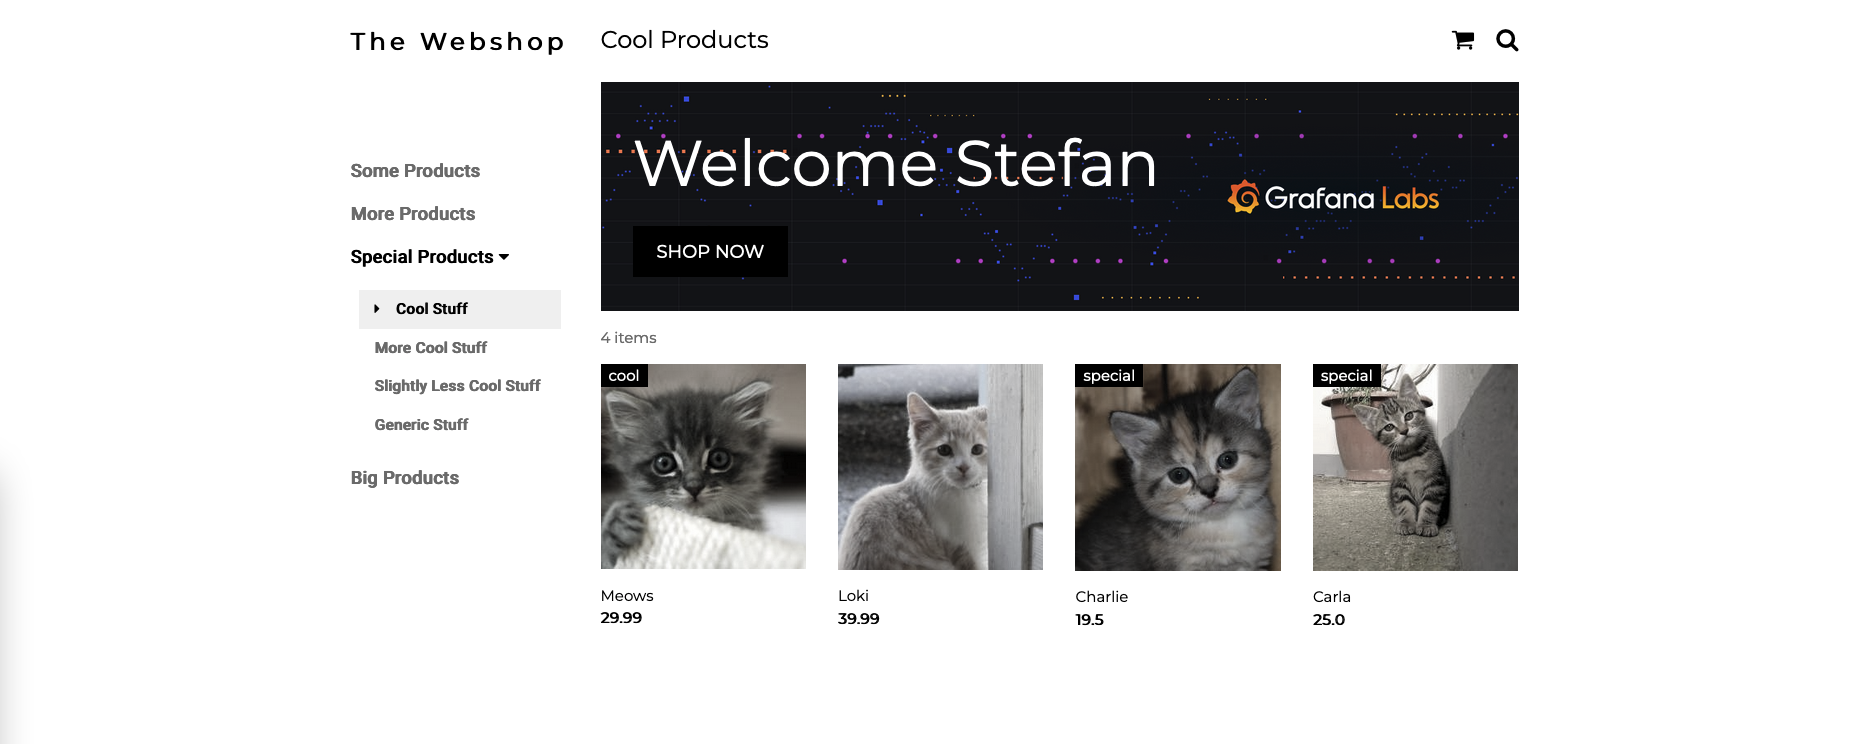 The Webshop
Cool Products
Some Products
More Products
Special Products
Cool Stuff
More Cool Stuff
Slightly Less Cool Stuff
Generic Stuff
Big Products
Welcome Stefan
SHOP NOW
Grafana Labs
4 items
cool
Meows
29.99
Loki
39.99
special
Charlie
19.5
special
Carla
25.0